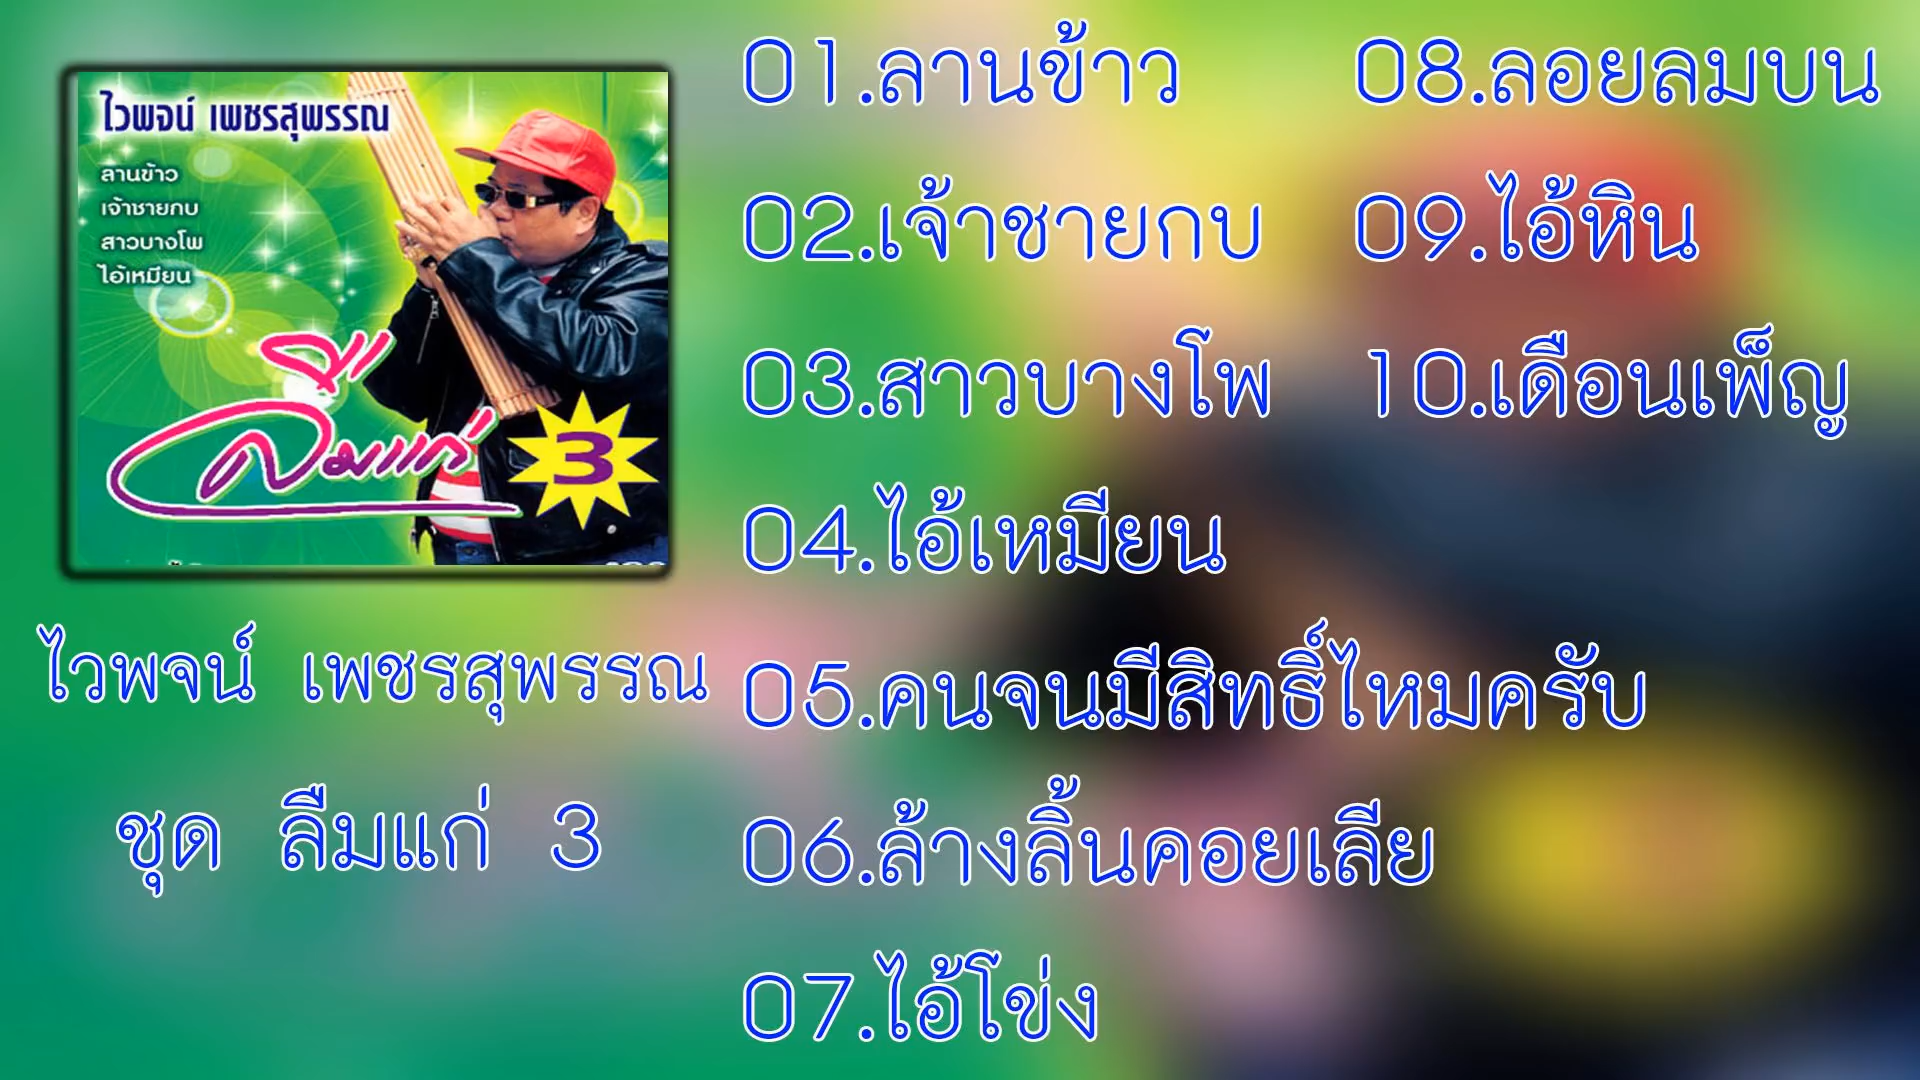 ไวพจน์ เพชรสุพรรณ
ลานข้าว
เจ้าชายกบ
สาวบางโพ
ไอ้เหมียน
ลืมแก่
3
ไวพจน์ เพชรสุพรรณ
ชุด ลืมแก่ 3
01.ลานข้าว
02.เจ้าชายกบ
03.สาวบางโพ
04.ไอ้เหมียน
05.คนจนมีสิทธิ์ไหมครับ
06.ล้างลิ้นคอยเลีย
07.ไอ้โข่ง
08.ลอยลมบน
09.ไอ้หิน
10.เดือนเพ็ญ